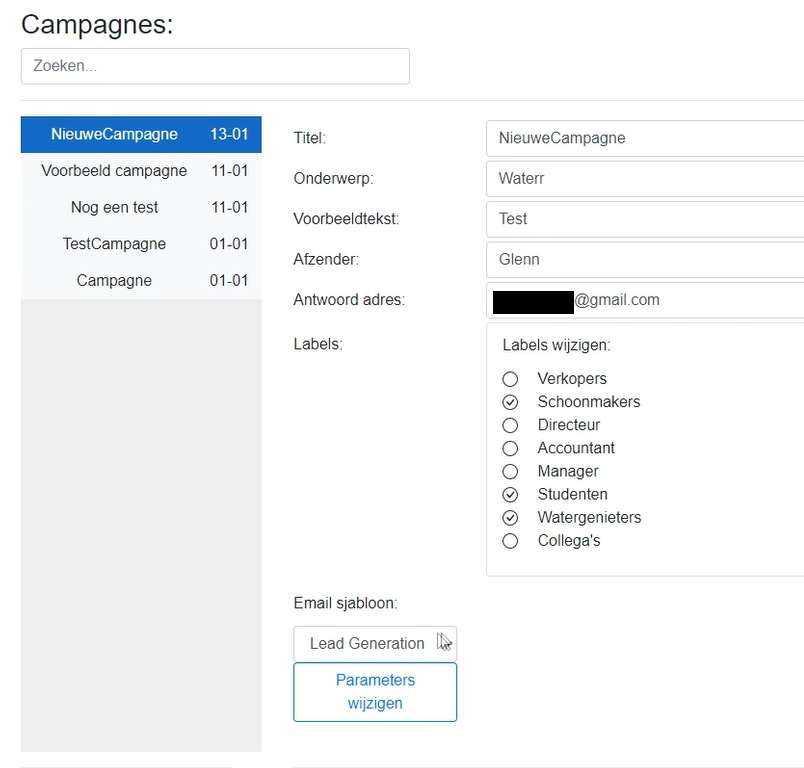 Campagnes:
Zoeken...
NieuweCampagne 13-01
Voorbeeld campagne 11-01
Nog een test 11-01
TestCampagne 01-01
Campagne 01-01
Titel: NieuweCampagne
Onderwerp: Waterr
Voorbeeldtekst: Test
Afzender: Glenn
Antwoord adres: @gmail.com
Labels: Labels wijzigen:
Verkopers
Schoonmakers
Directeur
Accountant
Manager
Studenten
Watergenieters
Collega's
Email sjabloon:
Lead Generation
Parameters
wijzigen